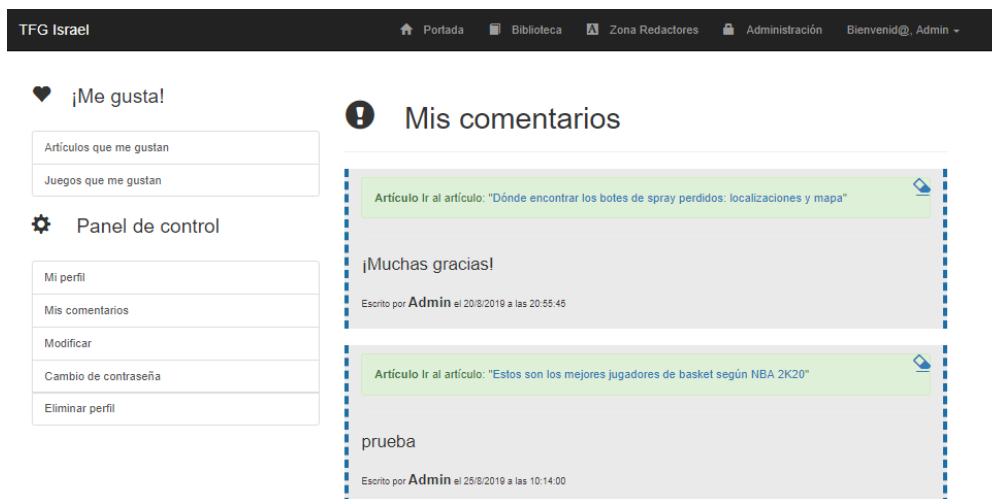 TFG Israel
Portada
Biblioteca
Zona Redactores
Administración
Bienvenid@, Admin
¡Me gusta!
Artículos que me gustan
Juegos que me gustan
Panel de control
Mi perfil
Mis comentarios
Modificar
Cambio de contraseña
Eliminar perfil
Mis comentarios
Artículo Ir al artículo: "Dónde encontrar los botes de spray perdidos: localizaciones y mapa"
¡Muchas gracias!
Escrito por Admin el 20/8/2019 a las 20:55:45
Artículo Ir al artículo: "Estos son los mejores jugadores de basket según NBA 2K20"
prueba
Escrito por Admin el 25/8/2019 a las 10:14:00